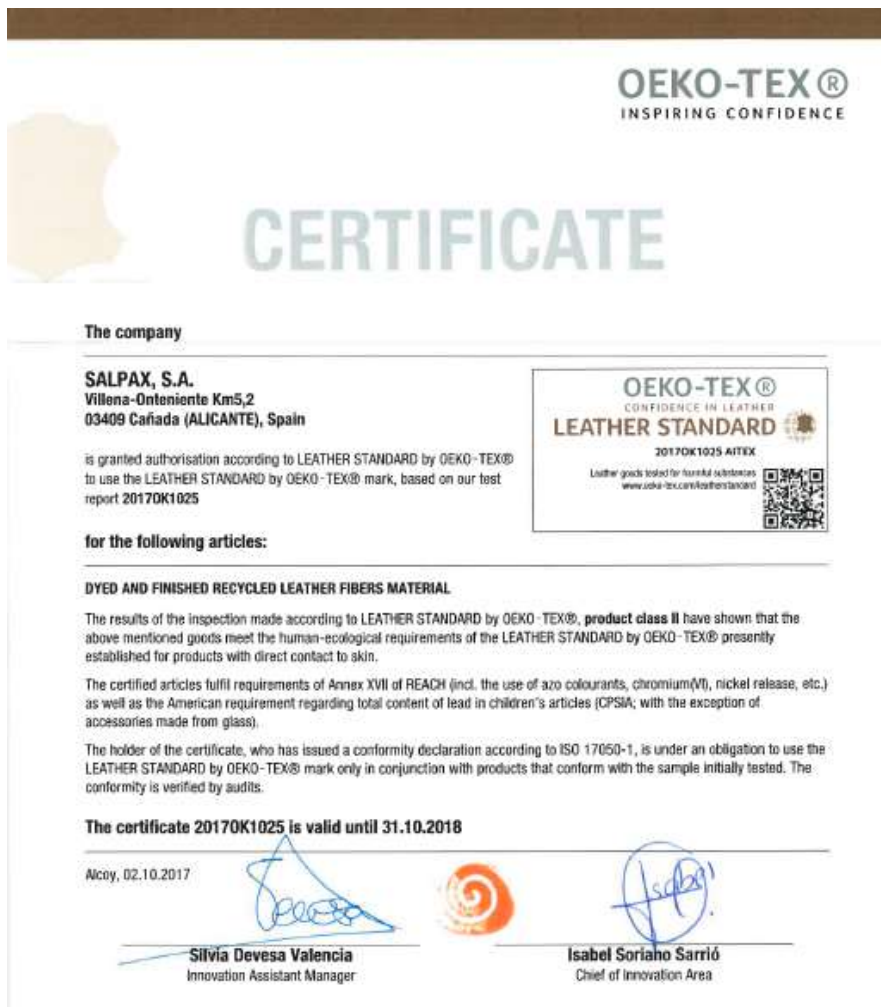 OEKO-TEX®
INSPIRING CONFIDENCE
CERTIFICATE
The company
SALPAX, S.A.
Villena-Onteniente Km5,2
03409 Cañada (ALICANTE), Spain
is granted authorisation according to LEATHER STANDARD by OEKO-TEX®
to use the LEATHER STANDARD by OEKO-TEX® mark, based on our test
report 2017OK1025
OEKO-TEX®
CONFIDENCE IN LEATHER
LEATHER STANDARD
2017OK1025 AITEX
Leather goods tested for harmful substances
www.oeko-tex.com/leatherstandard
for the following articles:
DYED AND FINISHED RECYCLED LEATHER FIBERS MATERIAL
The results of the inspection made according to LEATHER STANDARD by OEKO-TEX®, product class II have shown that the
above mentioned goods meet the human-ecological requirements of the LEATHER STANDARD by OEKO-TEX® presently
established for products with direct contact to skin.
The certified articles fulfil requirements of Annex XVII of REACH (incl. the use of azo colourants, chromium(VI), nickel release, etc.)
as well as the American requirement regarding total content of lead in children's articles (CPSIA; with the exception of
accessories made from glass).
The holder of the certificate, who has issued a conformity declaration according to ISO 17050-1, is under an obligation to use the
LEATHER STANDARD by OEKO-TEX® mark only in conjunction with products that conform with the sample initially tested. The
conformity is verified by audits.
The certificate 2017OK1025 is valid until 31.10.2018
Alcoy, 02.10.2017
Silvia Devesa Valencia
Innovation Assistant Manager
Isabel Soriano Sarrió
Chief of Innovation Area